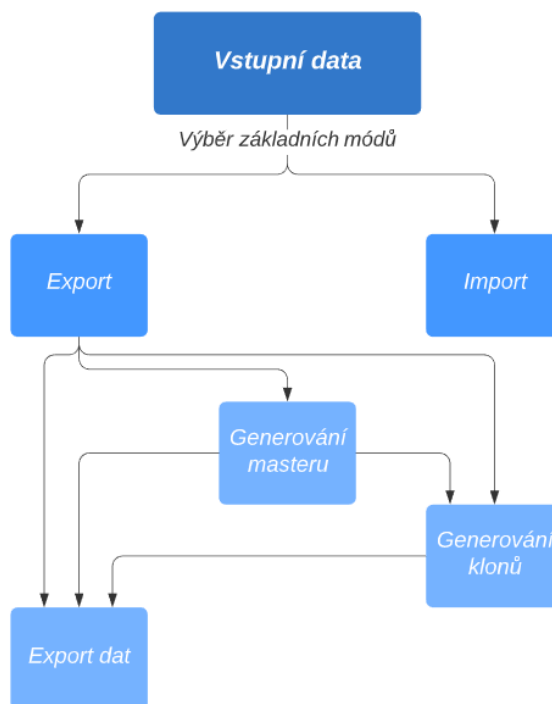 Vstupní data
Výběr základních módů
Export
Import
Generování
masteru
Generování
klonů
Export dat